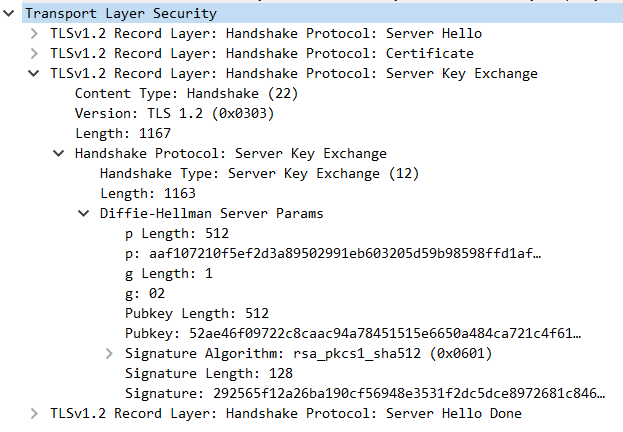 Transport Layer Security
TLSv1.2 Record Layer: Handshake Protocol: Server Hello
TLSv1.2 Record Layer: Handshake Protocol: Certificate
TLSv1.2 Record Layer: Handshake Protocol: Server Key Exchange
Content Type: Handshake (22)
Version: TLS 1.2 (0x0303)
Length: 1167
Handshake Protocol: Server Key Exchange
Handshake Type: Server Key Exchange (12)
Length: 1163
Diffie-Hellman Server Params
p Length: 512
p: aaf107210f5ef2d3a89502991eb603205d59b98598ffd1af…
g Length: 1
g: 02
Pubkey Length: 512
Pubkey: 52ae46f09722c8caac94a78451515e6650a484ca721c4f61…
Signature Algorithm: rsa_pkcs1_sha512 (0x0601)
Signature Length: 128
Signature: 292565f12a26ba190cf56948e3531f2dc5dce8972681c846…
TLSv1.2 Record Layer: Handshake Protocol: Server Hello Done